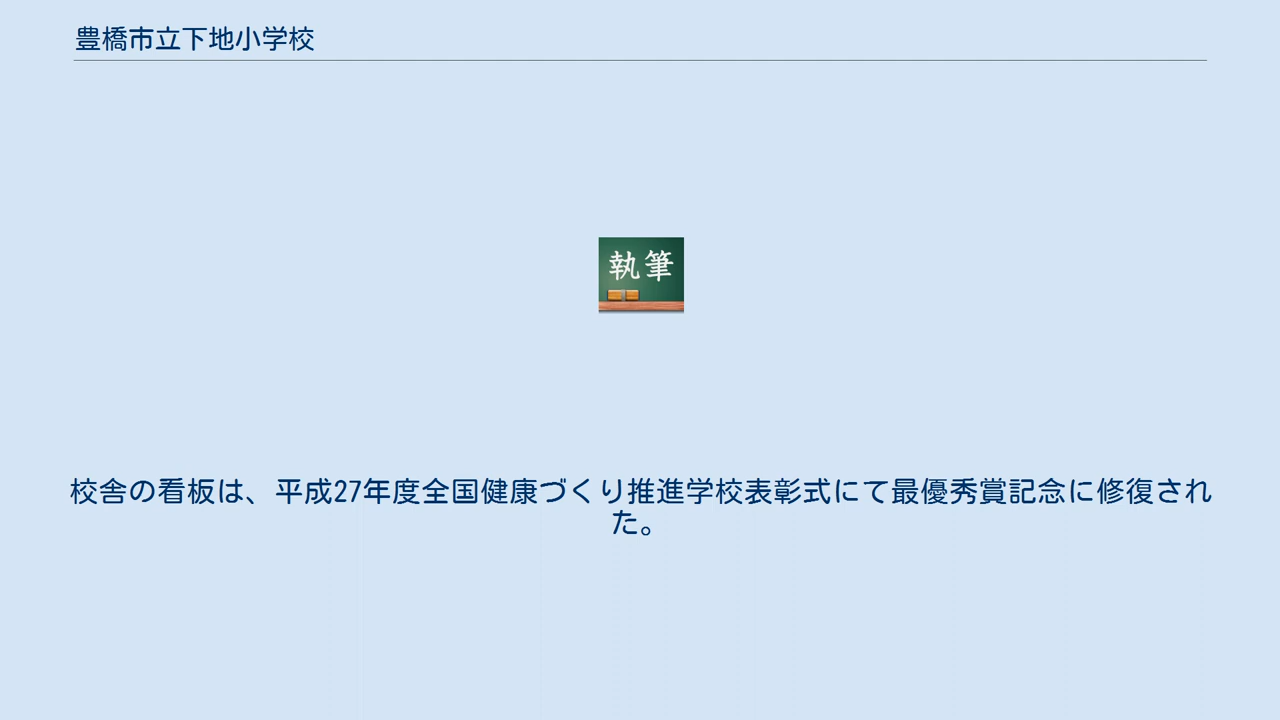 豊橋市立下地小学校
執筆
校舎の看板は、平成27年度全国健康づくり推進学校表彰式にて最優秀賞記念に修復され
た。